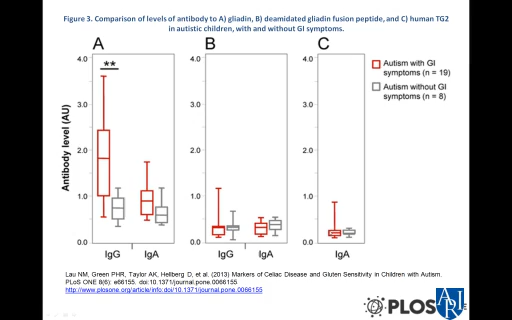 Figure 3. Comparison of levels of antibody to A) gliadin, B) deamidated gliadin fusion peptide, and C) human TG2
in autistic children, with and without GI symptoms.
A
B
C
Antibody level (AU)
4.0
3.0
2.0
1.0
0.0
**
IgG
IgA
4.0
3.0
2.0
1.0
0.0
IgG
IgA
4.0
3.0
2.0
1.0
0.0
IgA
Autism with GI
symptoms (n = 19)
Autism without GI
symptoms (n = 8)
Lau NM, Green PHR, Taylor AK, Hellberg D, et al. (2013) Markers of Celiac Disease and Gluten Sensitivity in Children with Autism.
PLoS ONE 8(6): e66155. doi:10.1371/journal.pone.0066155
http://www.plosone.org/article/info:doi/10.1371/journal.pone.0066155
PLOS